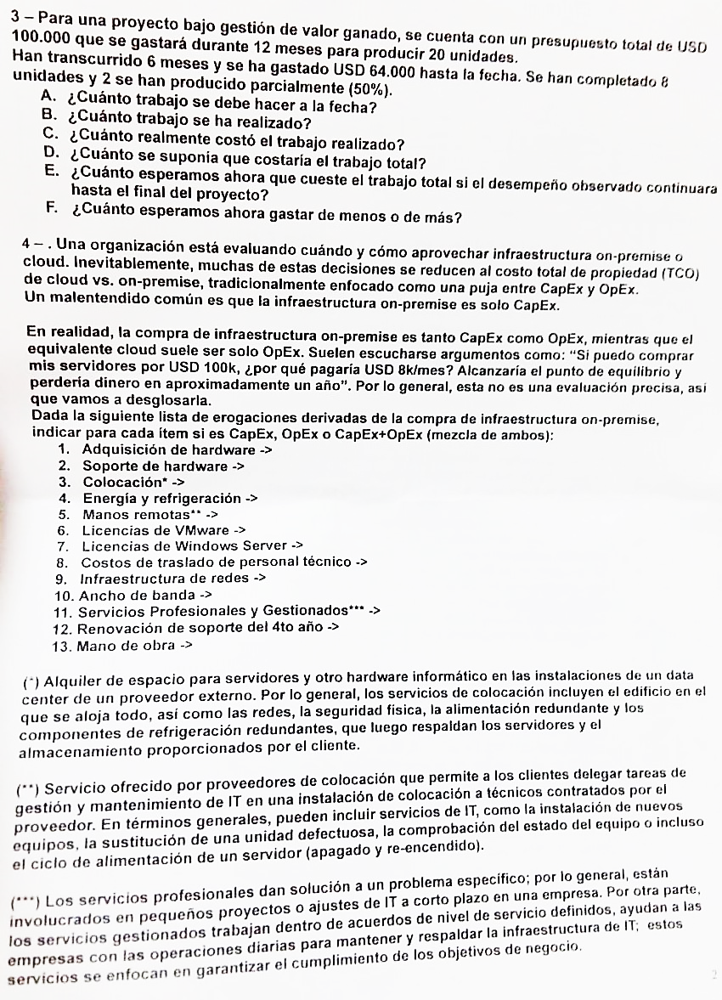 3 – Para una proyecto bajo gestión de valor ganado, se cuenta con un presupuesto total de USD
100.000 que se gastará durante 12 meses para producir 20 unidades.
Han transcurrido 6 meses y se ha gastado USD 64.000 hasta la fecha. Se han completado 8
unidades y 2 se han producido parcialmente (50%).
A. ¿Cuánto trabajo se debe hacer a la fecha?
B. ¿Cuánto trabajo se ha realizado?
C. ¿Cuánto realmente costó el trabajo realizado?
D. ¿Cuánto se suponía que costaría el trabajo total?
E. ¿Cuánto esperamos ahora que cueste el trabajo total si el desempeño observado continuara
hasta el final del proyecto?
F. ¿Cuánto esperamos ahora gastar de menos o de más?
4 – . Una organización está evaluando cuándo y cómo aprovechar infraestructura on-premise o
cloud. Inevitablemente, muchas de estas decisiones se reducen al costo total de propiedad (TCO)
de cloud vs. on-premise, tradicionalmente enfocado como una puja entre CapEx y OpEx.
Un malentendido común es que la infraestructura on-premise es solo CapEx.
En realidad, la compra de infraestructura on-premise es tanto CapEx como OpEx, mientras que el
equivalente cloud suele ser solo OpEx. Suelen escucharse argumentos como: “Si puedo comprar
mis servidores por USD 100k, ¿por qué pagaría USD 8k/mes? Alcanzaría el punto de equilibrio y
perdería dinero en aproximadamente un año”. Por lo general, esta no es una evaluación precisa, así
que vamos a desglosarla.
Dada la siguiente lista de erogaciones derivadas de la compra de infraestructura on-premise,
indicar para cada ítem si es CapEx, OpEx o CapEx+OpEx (mezcla de ambos):
1. Adquisición de hardware ->
2. Soporte de hardware ->
3. Colocación* ->
4. Energía y refrigeración ->
5. Manos remotas** ->
6. Licencias de VMware ->
7. Licencias de Windows Server ->
8. Costos de traslado de personal técnico ->
9. Infraestructura de redes ->
10. Ancho de banda ->
11. Servicios Profesionales y Gestionados*** ->
12. Renovación de soporte del 4to año ->
13. Mano de obra ->
(*) Alquiler de espacio para servidores y otro hardware informático en las instalaciones de un data
center de un proveedor externo. Por lo general, los servicios de colocación incluyen el edificio en el
que se aloja todo, así como las redes, la seguridad física, la alimentación redundante y los
componentes de refrigeración redundantes, que luego respaldan los servidores y el
almacenamiento proporcionados por el cliente.
(**) Servicio ofrecido por proveedores de colocación que permite a los clientes delegar tareas de
gestión y mantenimiento de IT en una instalación de colocación a técnicos contratados por el
proveedor. En términos generales, pueden incluir servicios de IT, como la instalación de nuevos
equipos, la sustitución de una unidad defectuosa, la comprobación del estado del equipo o incluso
el ciclo de alimentación de un servidor (apagado y re-encendido).
(***) Los servicios profesionales dan solución a un problema específico; por lo general, están
involucrados en pequeños proyectos o ajustes de IT a corto plazo en una empresa. Por otra parte,
los servicios gestionados trabajan dentro de acuerdos de nivel de servicio definidos, ayudan a las
empresas con las operaciones diarias para mantener y respaldar la infraestructura de IT; estos
servicios se enfocan en garantizar el cumplimiento de los objetivos de negocio.
2